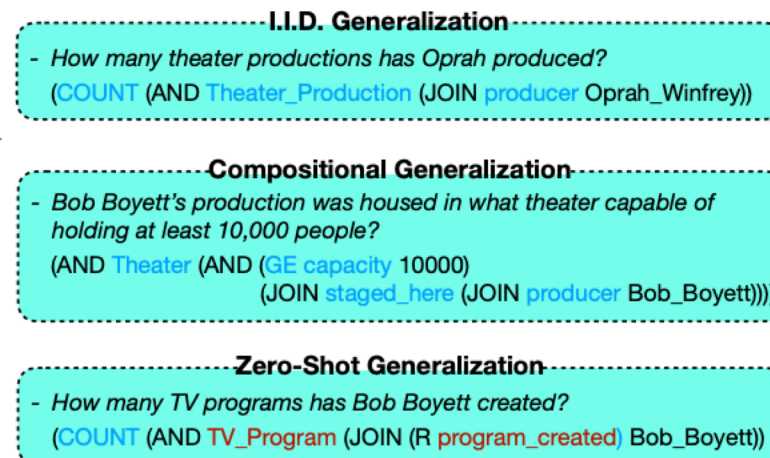 I.I.D. Generalization
- How many theater productions has Oprah produced?
(COUNT (AND Theater_Production (JOIN producer Oprah_Winfrey))
Compositional Generalization
- Bob Boyett's production was housed in what theater capable of
holding at least 10,000 people?
(AND Theater (AND (GE capacity 10000)
(JOIN staged_here (JOIN producer Bob_Boyett))))
Zero-Shot Generalization
- How many TV programs has Bob Boyett created?
(COUNT (AND TV_Program (JOIN (R program_created) Bob_Boyett))